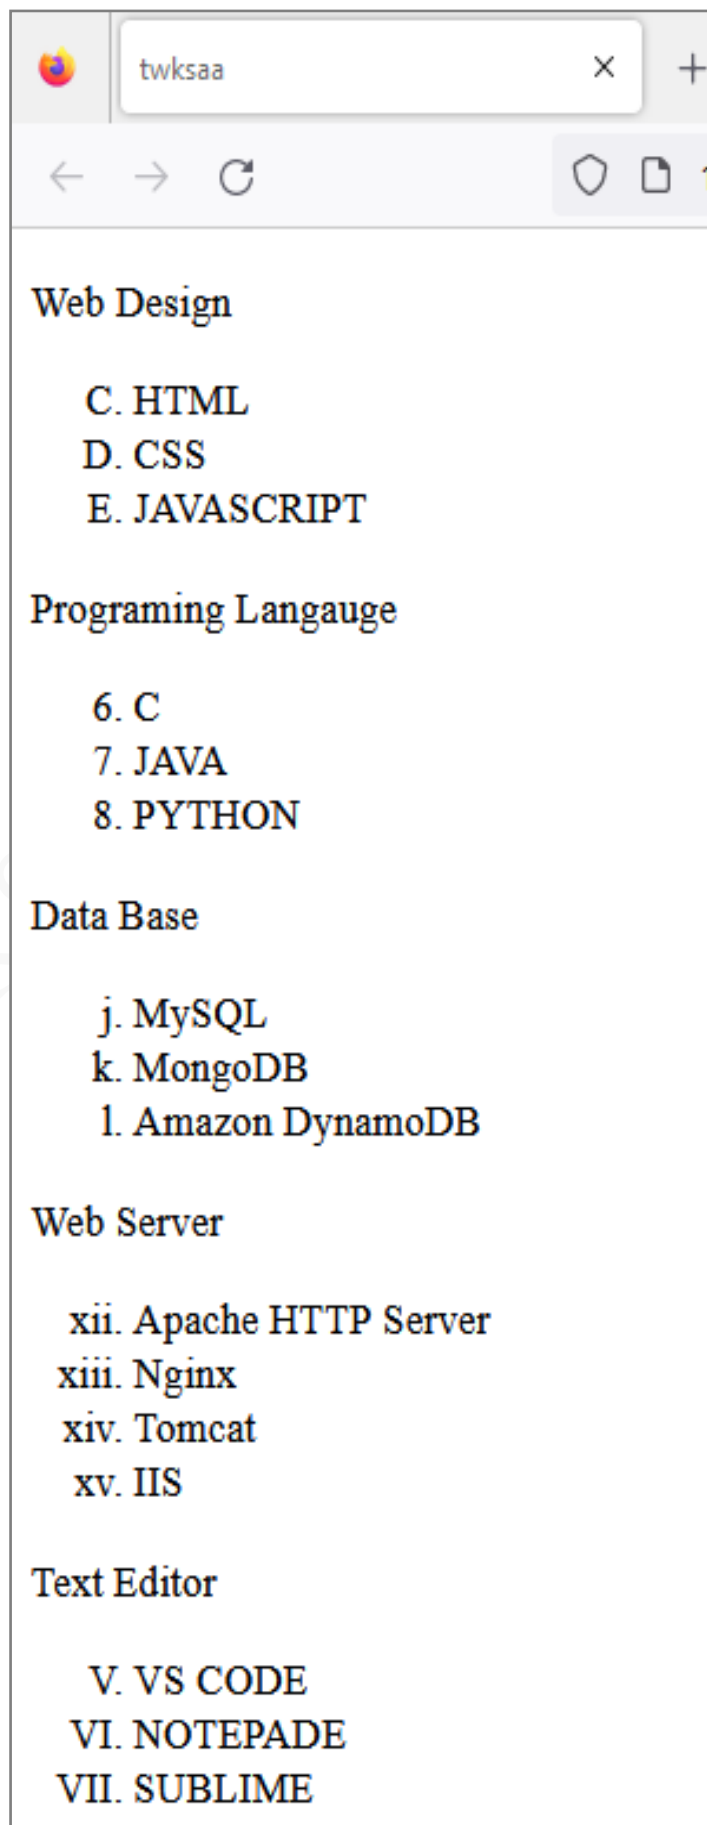 twksaa
Web Design
C. HTML
D. CSS
E. JAVASCRIPT
Programing Langauge
6. C
7. JAVA
8. PYTHON
Data Base
j. MySQL
k. MongoDB
l. Amazon DynamoDB
Web Server
xii. Apache HTTP Server
xiii. Nginx
xiv. Tomcat
xv. IIS
Text Editor
V. VS CODE
VI. NOTEPADE
VII. SUBLIME